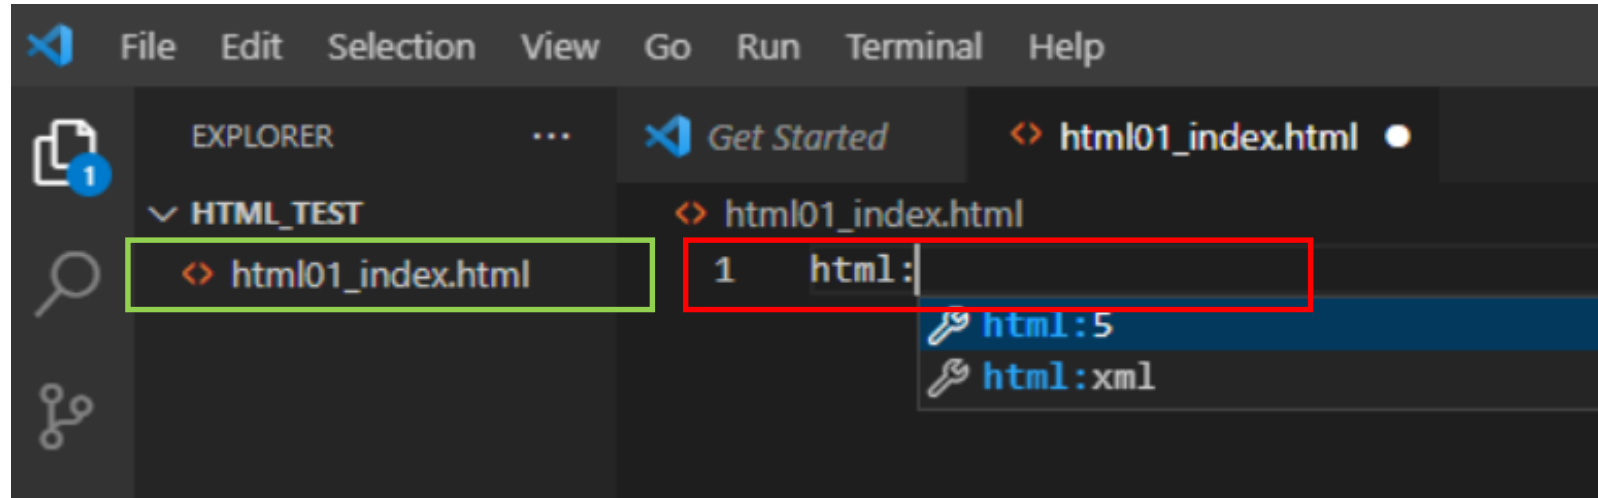 File Edit Selection View Go Run Terminal Help
EXPLORER ···
Get Started html01_index.html
1
HTML_TEST
html01_index.html
html01_index.html
1 html:
html:5
html:xml